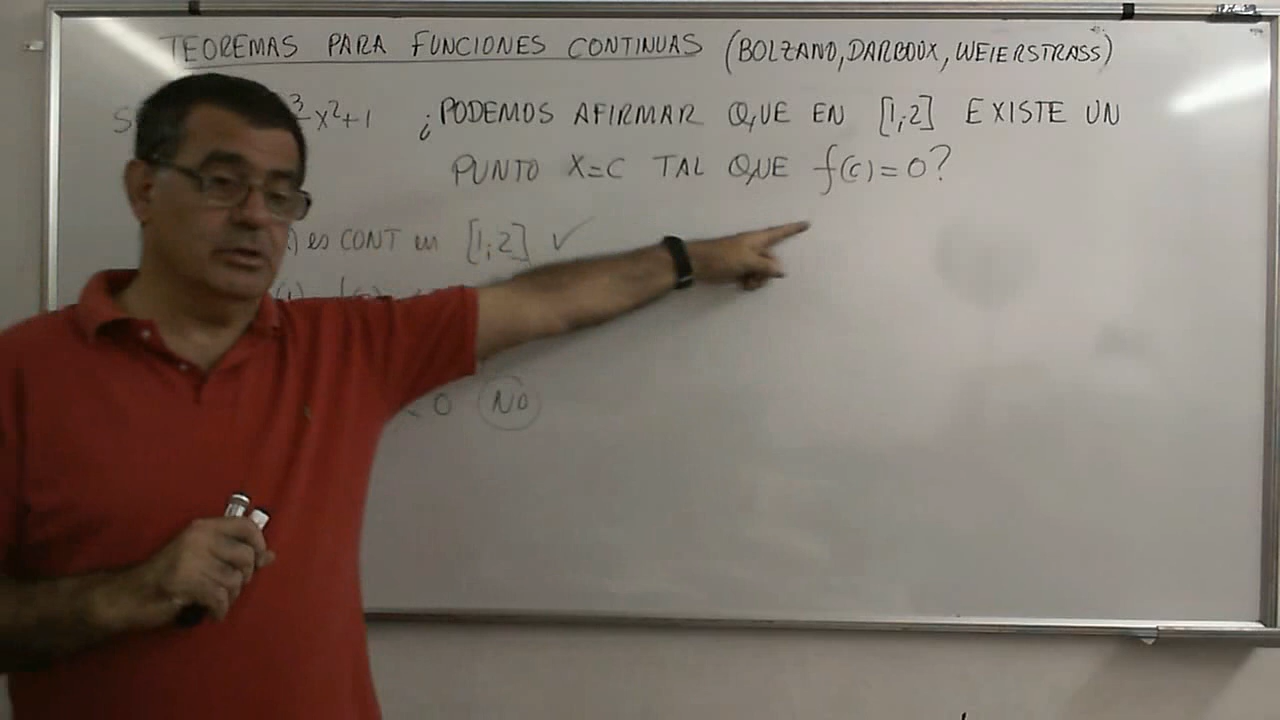 TEOREMAS PARA FUNCIONES CONTINUAS (BOLZANO, DARBOUX, WEIERSTRASS)
S 3-x²+1 ¿PODEMOS AFIRMAR QUE EN [1,2] EXISTE UN
PUNTO X=C TAL QUE f(c)=0?
) es CONT en [1,2] ✓
< 0 NO